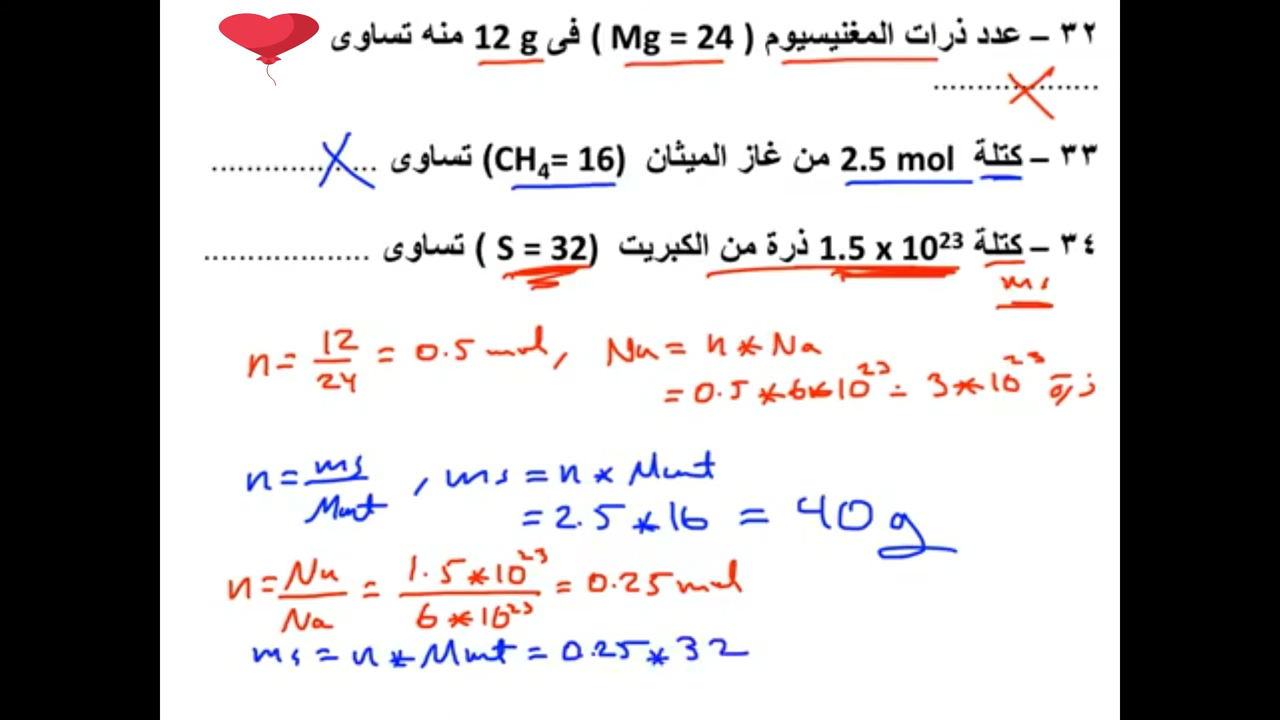 ٣٢ – عدد ذرات المغنيسيوم ( Mg = 24 ) فى 12 g منه تساوى
..................
٣٣ – كتلة 2.5 mol من غاز الميثان (CH₄= 16) تساوى ..................
٣٤ – كتلة 1.5 x 10²³ ذرة من الكبريت (S = 32 ) تساوى ..................
ms
n = 12/24 = 0.5 mol, Nu = n * Na
= 0.5 * 6 * 10²³ = 3 * 10²³ ذرة
n = ms/Mwt , ms = n × Mwt
= 2.5 * 16 = 40 g
n = Nu/Na = 1.5 * 10²³/6 * 10²³ = 0.25 mol
ms = n * Mwt = 0.25 * 32